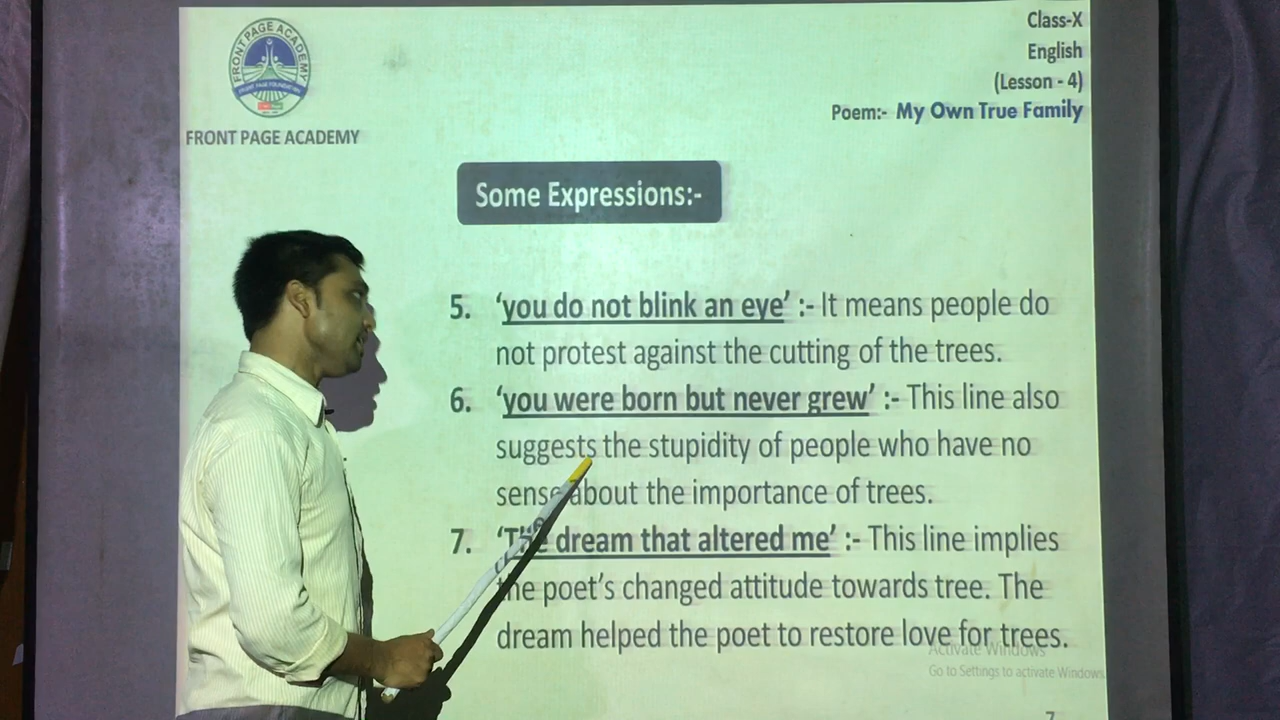 FRONT PAGE ACADEMY
FRONT PAGE ACADEMY
Class-X
English
(Lesson - 4)
Poem:- My Own True Family
Some Expressions:-
5. ‘you do not blink an eye’ :- It means people do
not protest against the cutting of the trees.
6. ‘you were born but never grew’ :- This line also
suggests the stupidity of people who have no
sense about the importance of trees.
7. ‘The dream that altered me’ :- This line implies
the poet’s changed attitude towards tree. The
dream helped the poet to restore love for trees.
Activate Windows
Go to Settings to activate Windows.
7